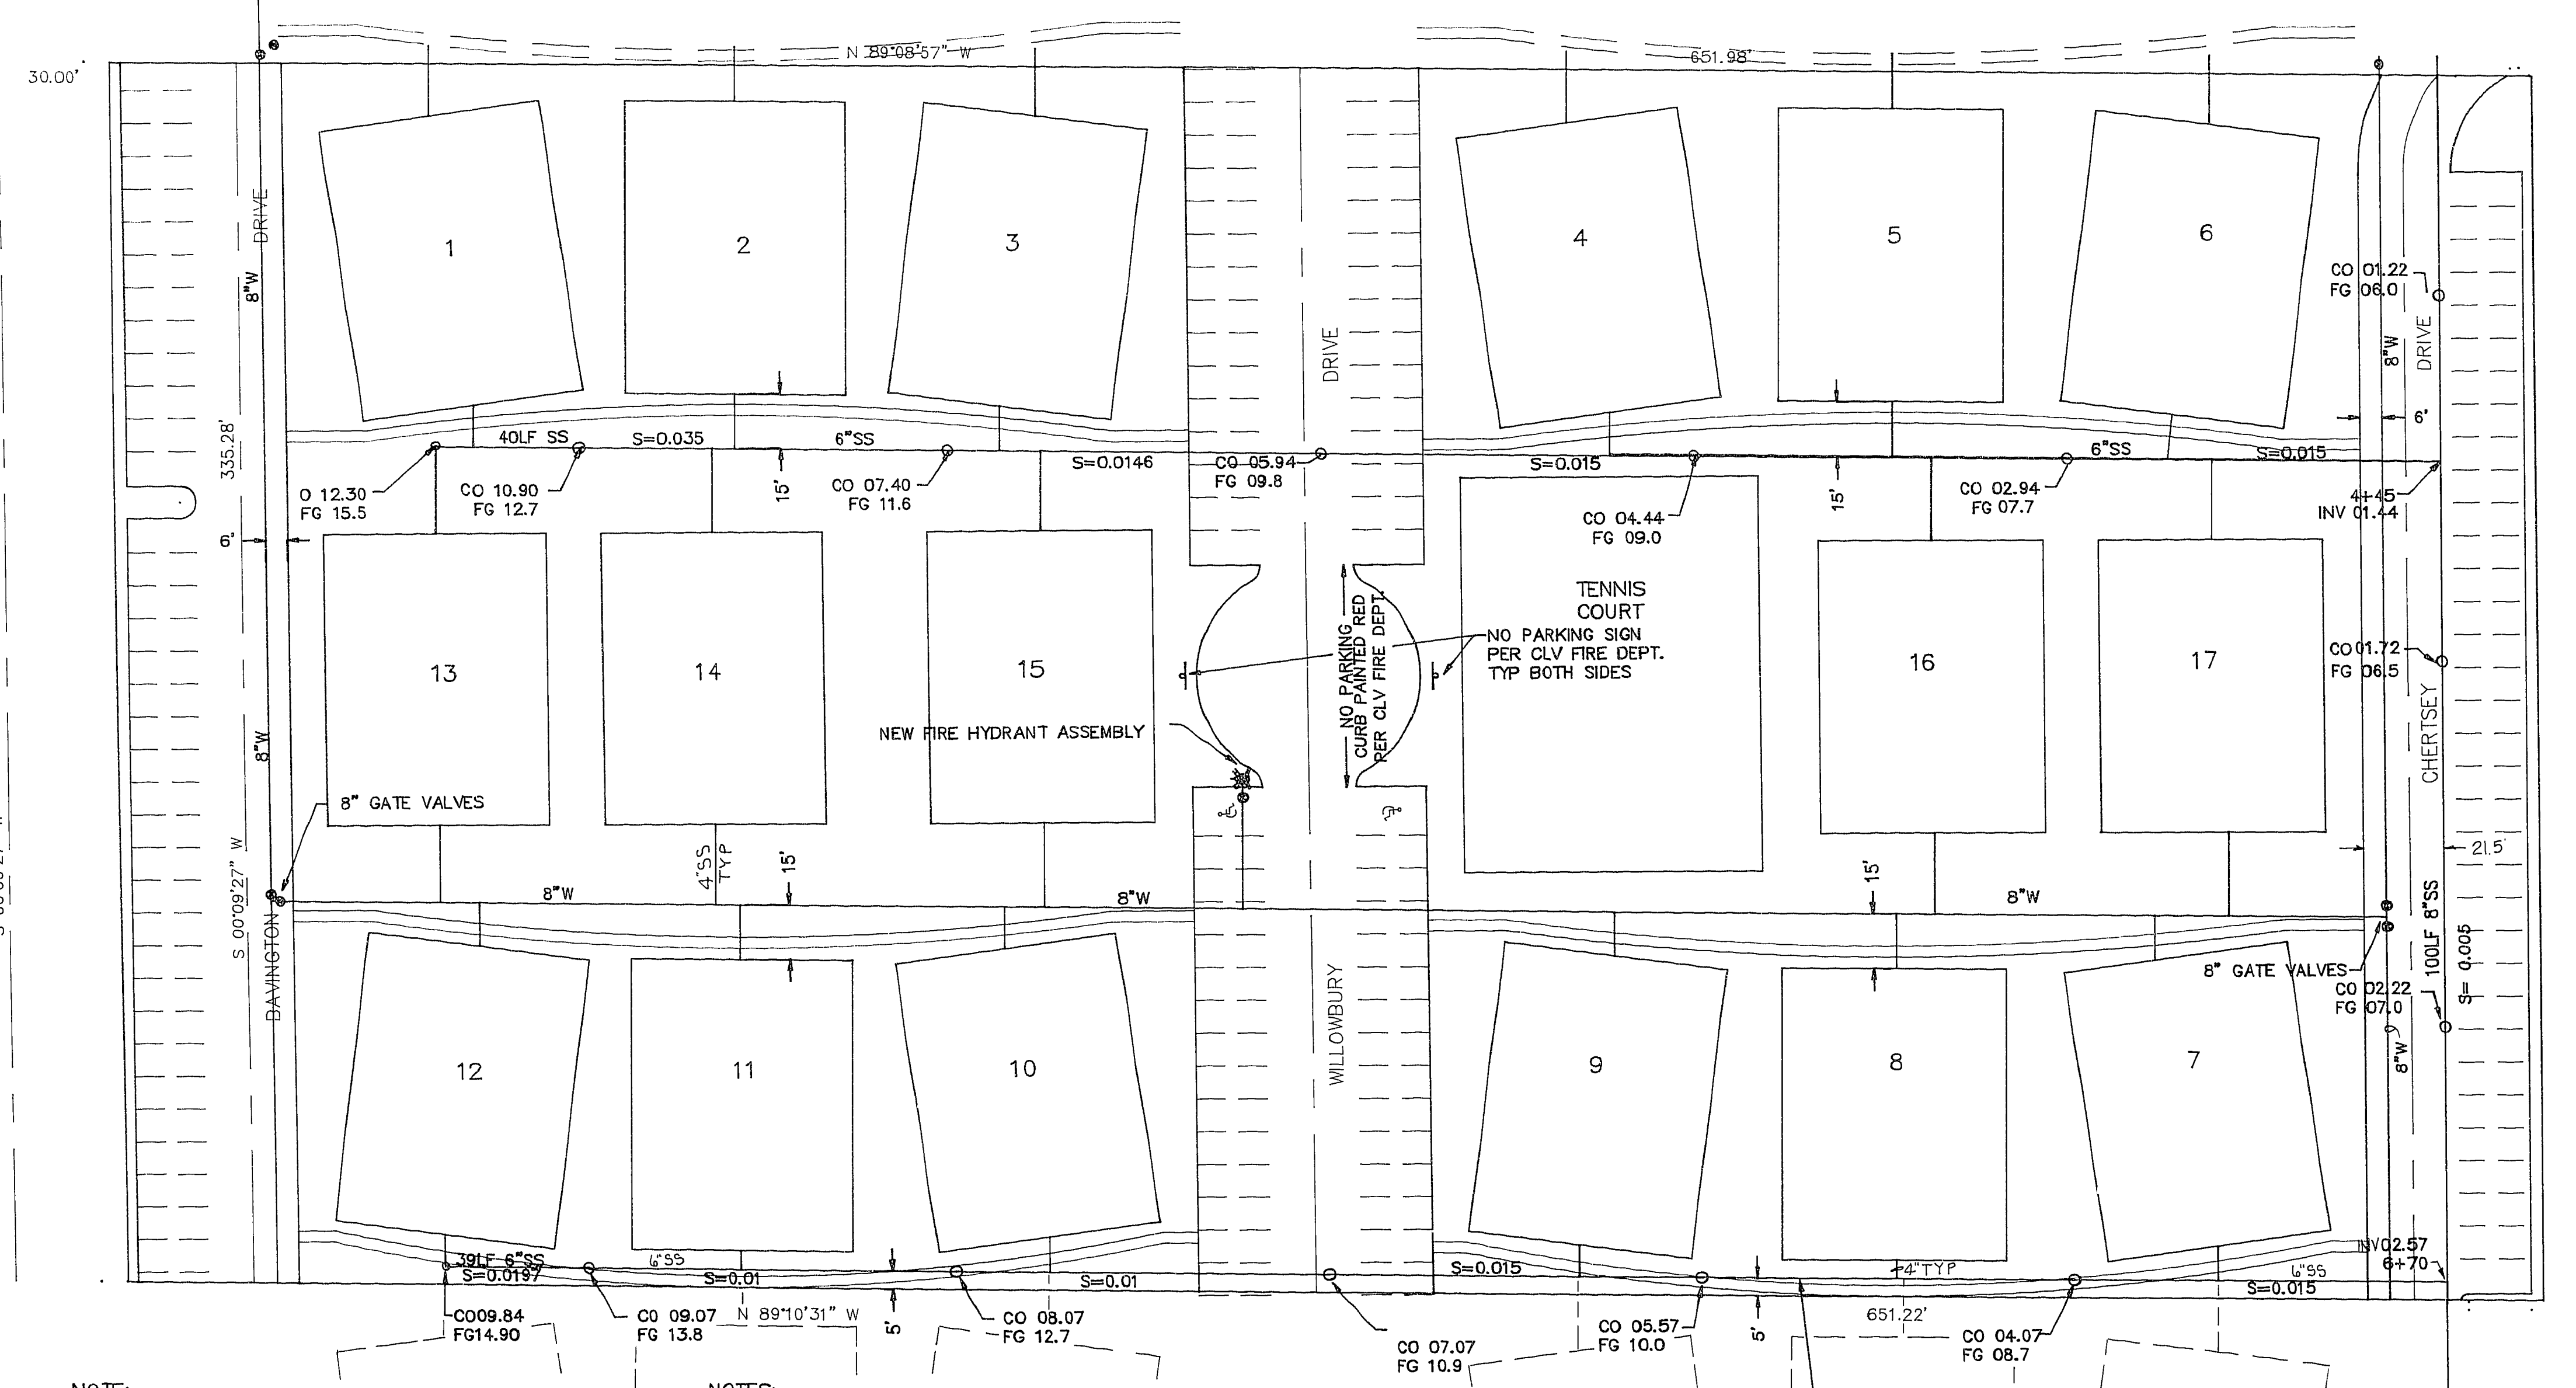 30.00'
N 89°08'57" W
651.98'
DRIVE
8"W
1
2
3
4
5
6
CO 01.22
FG 06.0
DRIVE
8"W
DRIVE
335.28'
6'
40LF SS
S=0.035
6"SS
S=0.0146
CO 05.94
FG 09.8
S=0.015
6"SS
S=0.015
O 12.30
FG 15.5
CO 10.90
FG 12.7
15'
CO 07.40
FG 11.6
CO 04.44
FG 09.0
15'
CO 02.94
FG 07.7
4+45
INV 01.44
6'
TENNIS
COURT
NO PARKING SIGN
PER CLV FIRE DEPT.
TYP BOTH SIDES
NO PARKING
CURB PAINTED RED
PER CLV FIRE DEPT.
13
14
15
16
17
CO 01.72
FG 06.5
CHERTSEY
NEW FIRE HYDRANT ASSEMBLY
8"W
8" GATE VALVES
4"SS
TYP
15'
15'
21.5'
S 00°09'27" W
BAVINGTON
8"W
8"W
8"W
100LF 8"SS
S= 0.005
8" GATE VALVES
CO 02.22
FG 07.0
8"W
WILLOWBURY
12
11
10
9
8
7
39LF 6"SS
S=0.0197
6"SS
S=0.01
S=0.01
S=0.015
4"TYP
INV02.57
6+70
6"SS
S=0.015
CO09.84
FG14.90
CO 09.07
FG 13.8
N 89°10'31" W
5'
CO 08.07
FG 12.7
CO 07.07
FG 10.9
CO 05.57
FG 10.0
5'
651.22'
CO 04.07
FG 08.7
NOTE:
NOTES: